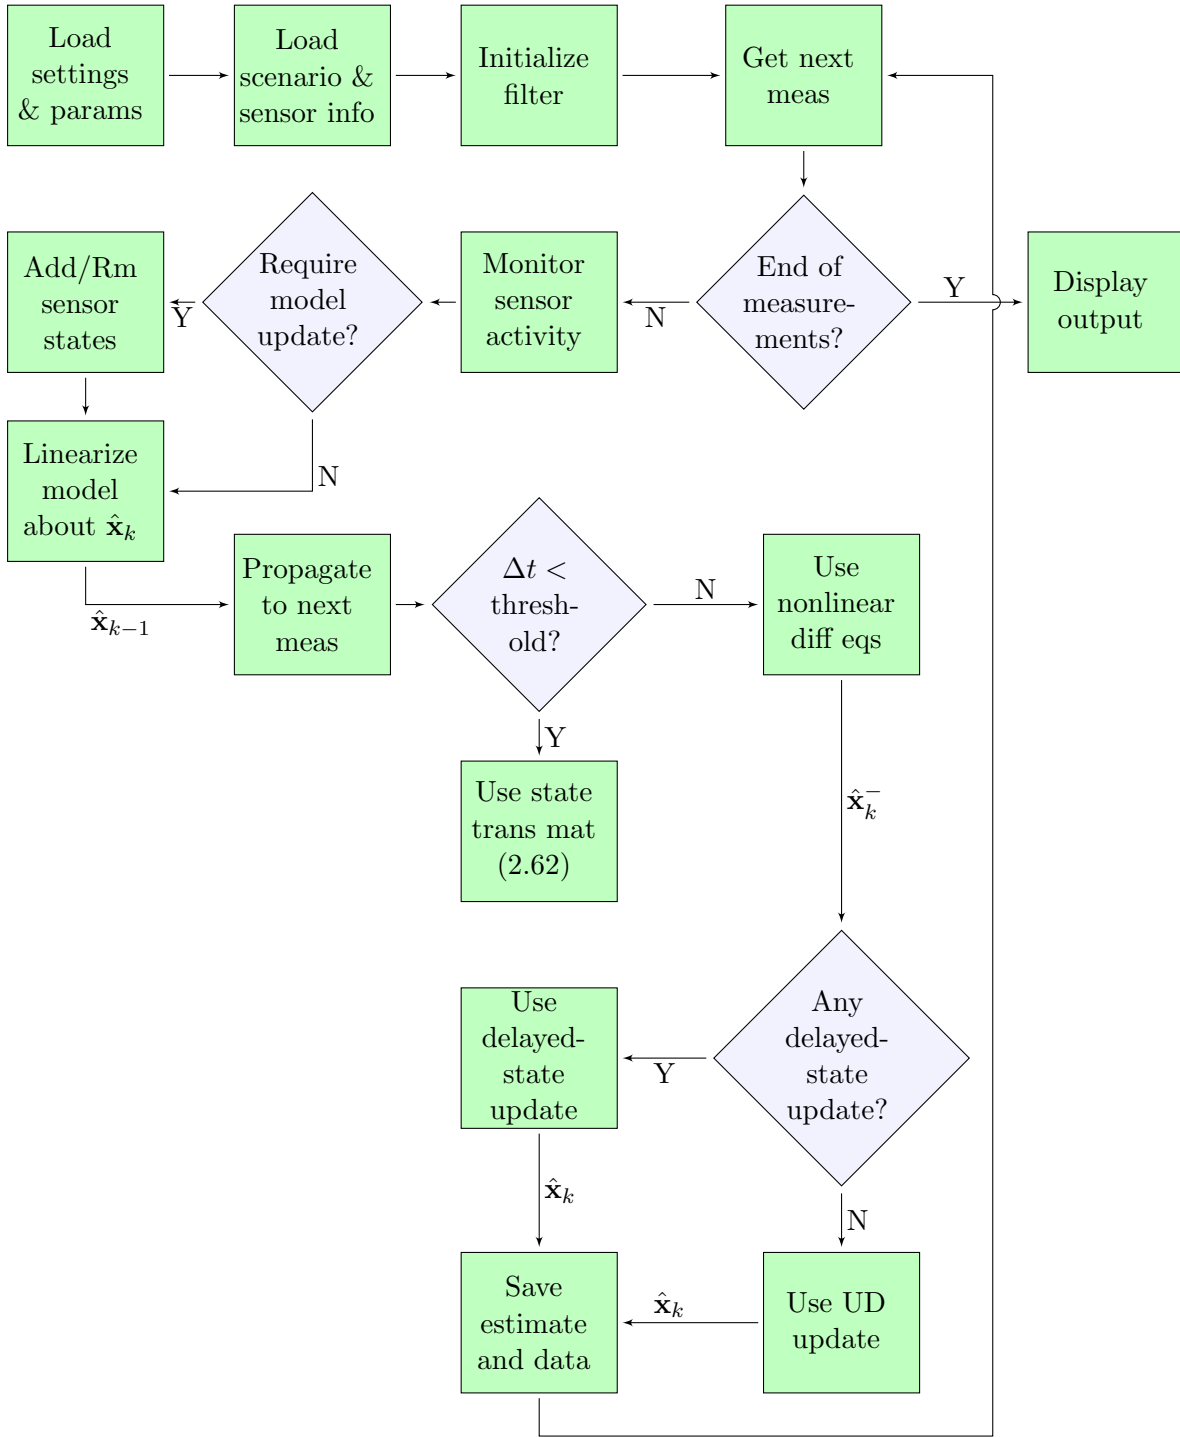 Load
settings
& params
Load
scenario &
sensor info
Initialize
filter
Get next
meas
Add/Rm
sensor
states
Y
Require
model
update?
Monitor
sensor
activity
N
End of
measure-
ments?
Y
Display
output
Linearize
model
about x̂ₖ
N
x̂ₖ₋₁
Propagate
to next
meas
Δt <
thresh-
old?
N
Use
nonlinear
diff eqs
Y
Use state
trans mat
(2.62)
x̂ₖ⁻
Use
delayed-
state
update
Y
Any
delayed-
state
update?
x̂ₖ
N
Save
estimate
and data
x̂ₖ
Use UD
update